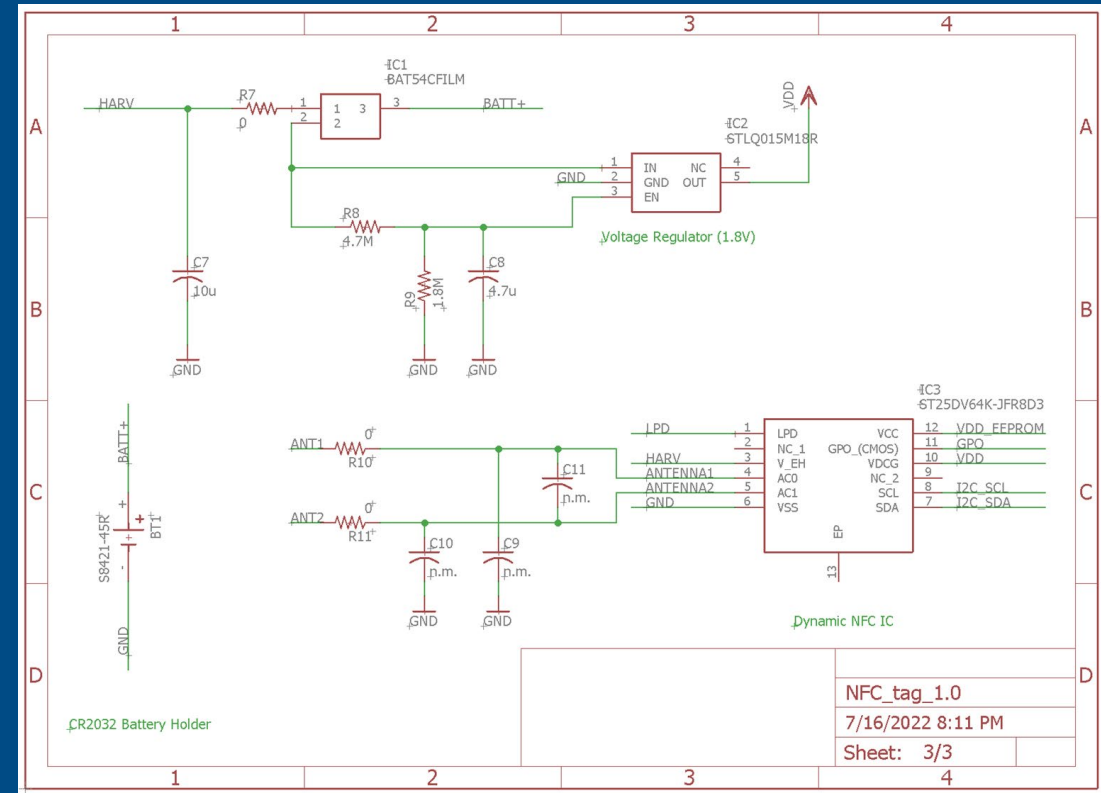 1 2 3 4
A
A
B
B
C
C
D
D
HARV
R7
0
IC1
BAT54CFILM
1 1 3 3
2 2
BATT+
VDD
IC2
STLQ015M18R
1 IN NC 4
GND 2 GND OUT 5
3 EN
Voltage Regulator (1.8V)
R8
4.7M
C7
10u
R9
1.8M
C8
4.7u
GND
GND
GND
BATT+
+
+
+
-
S8421-45R
BT1
GND
CR2032 Battery Holder
ANT1
0
R10
ANT2
0
R11
C11
n.m.
C10
n.m.
C9
n.m.
GND
GND
IC3
ST25DV64K-JFR8D3
LPD 1 LPD VCC 12 VDD_EEPROM
2 NC_1 GPO_(CMOS) 11 GPO
HARV 3 V_EH VDCG 10 VDD
ANTENNA1 4 AC0 NC_2 9
ANTENNA2 5 AC1 SCL 8 I2C_SCL
GND 6 VSS SDA 7 I2C_SDA
EP
13
Dynamic NFC IC
NFC_tag_1.0
7/16/2022 8:11 PM
Sheet: 3/3
1 2 3 4